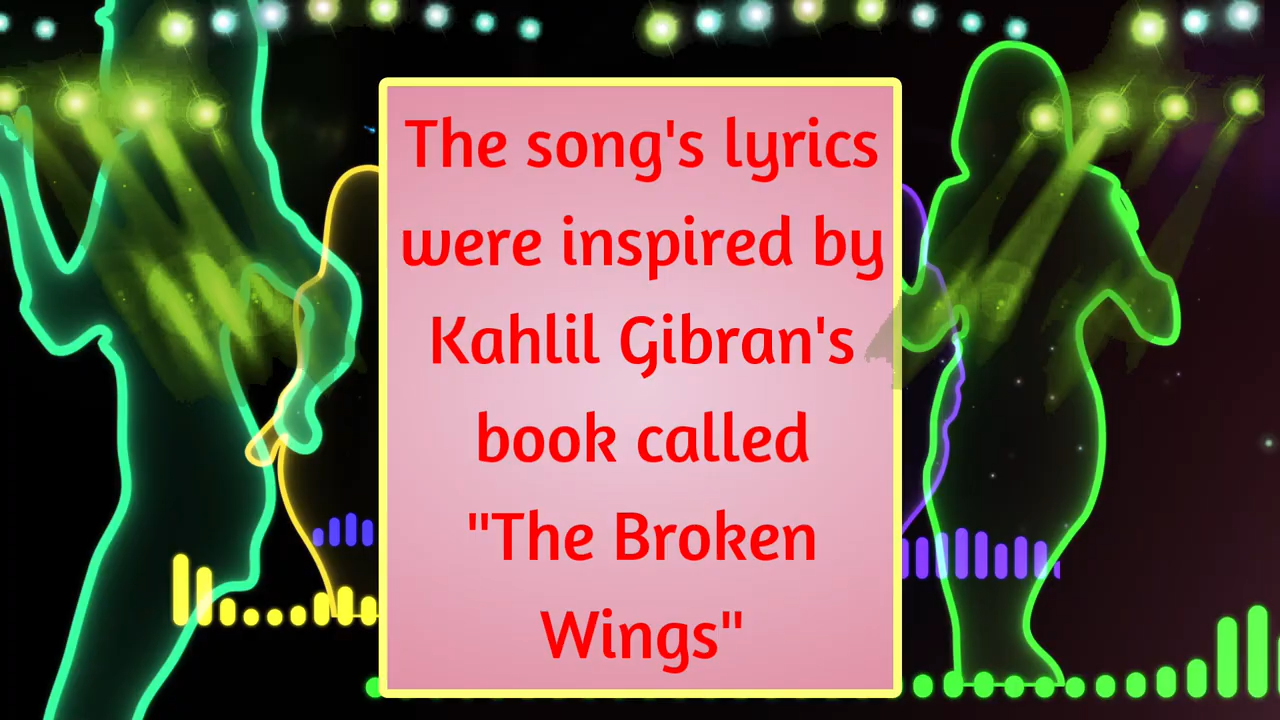 The song's lyrics
were inspired by
Kahlil Gibran's
book called
"The Broken
Wings"